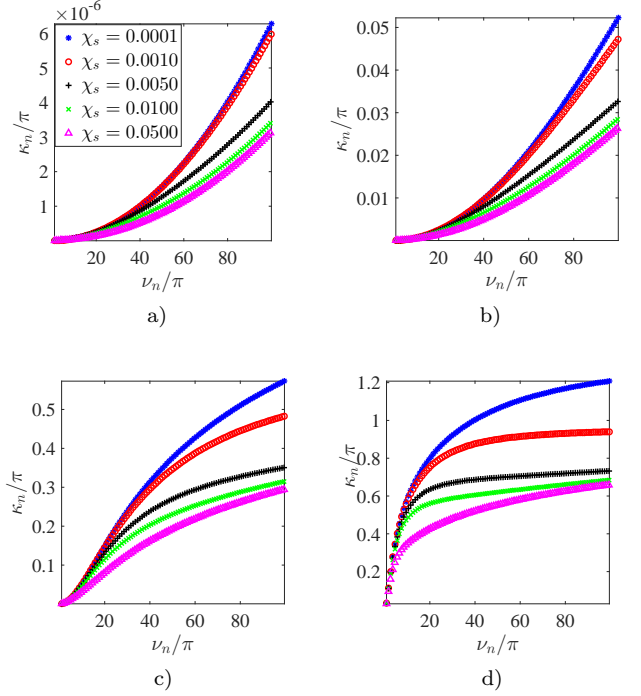 ×10⁻⁶
6
5
4
3
2
1
κₙ/π
20 40 60 80
νₙ/π
χₛ = 0.0001
χₛ = 0.0010
χₛ = 0.0050
χₛ = 0.0100
χₛ = 0.0500
a)
0.05
0.04
0.03
0.02
0.01
κₙ/π
20 40 60 80
νₙ/π
b)
0.5
0.4
0.3
0.2
0.1
κₙ/π
20 40 60 80
νₙ/π
c)
1.2
1
0.8
0.6
0.4
0.2
κₙ/π
20 40 60 80
νₙ/π
d)